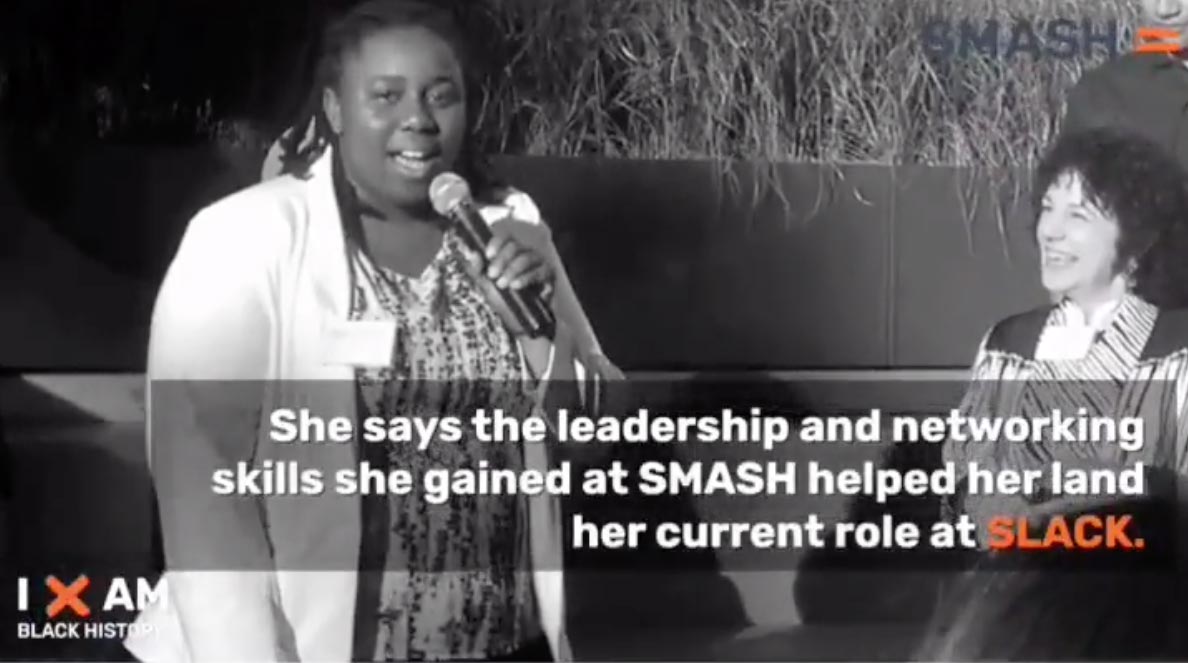 SMASH
She says the leadership and networking
skills she gained at SMASH helped her land
her current role at SLACK.
I X AM
BLACK HISTORY